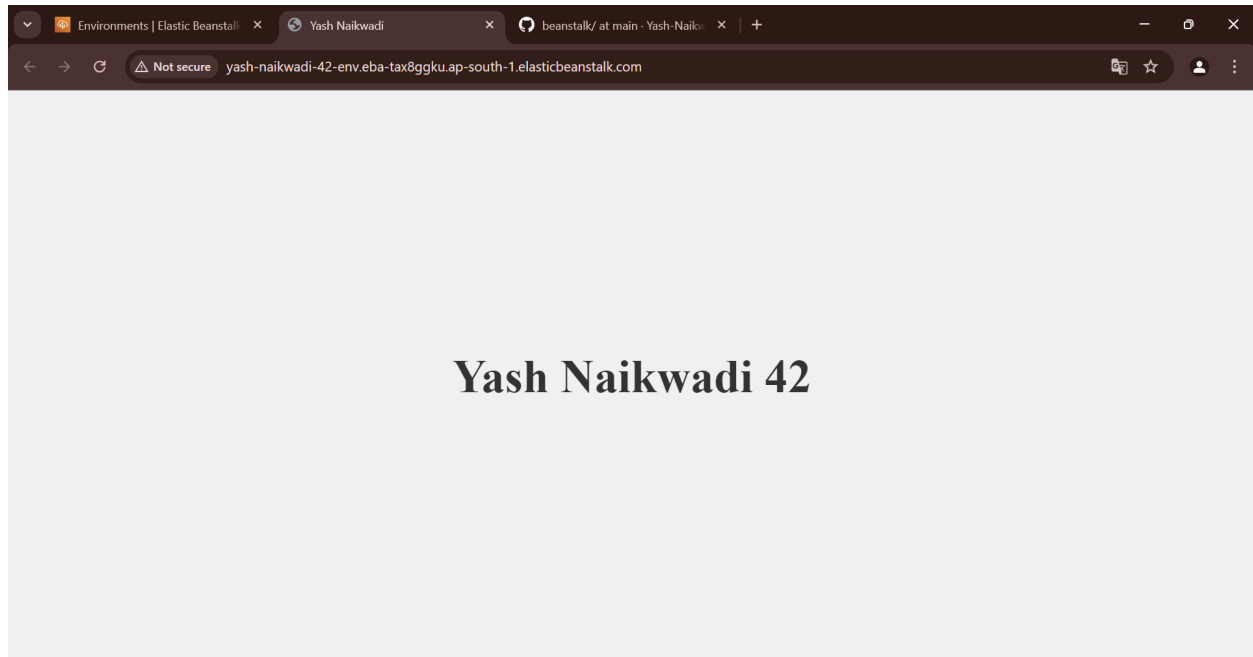 Environments | Elastic Beanstalk
Yash Naikwadi
beanstalk/ at main · Yash-Naikw
Not secure
yash-naikwadi-42-env.eba-tax8ggku.ap-south-1.elasticbeanstalk.com
Yash Naikwadi 42